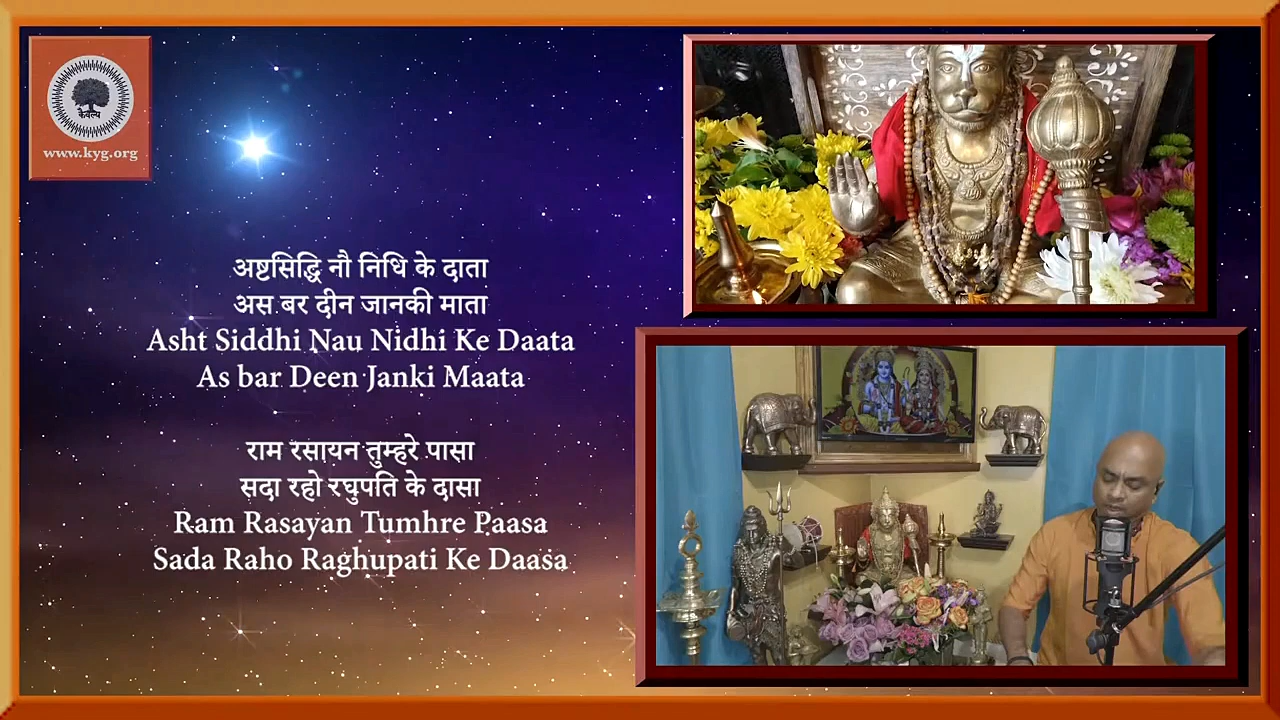 केवल्य
www.kyg.org
अष्टसिद्धि नौ निधि के दाता
अस बर दीन जानकी माता
Asht Siddhi Nau Nidhi Ke Daata
As bar Deen Janki Maata
राम रसायन तुम्हरे पासा
सदा रहो रघुपति के दासा
Ram Rasayan Tumhre Paasa
Sada Raho Raghupati Ke Daasa